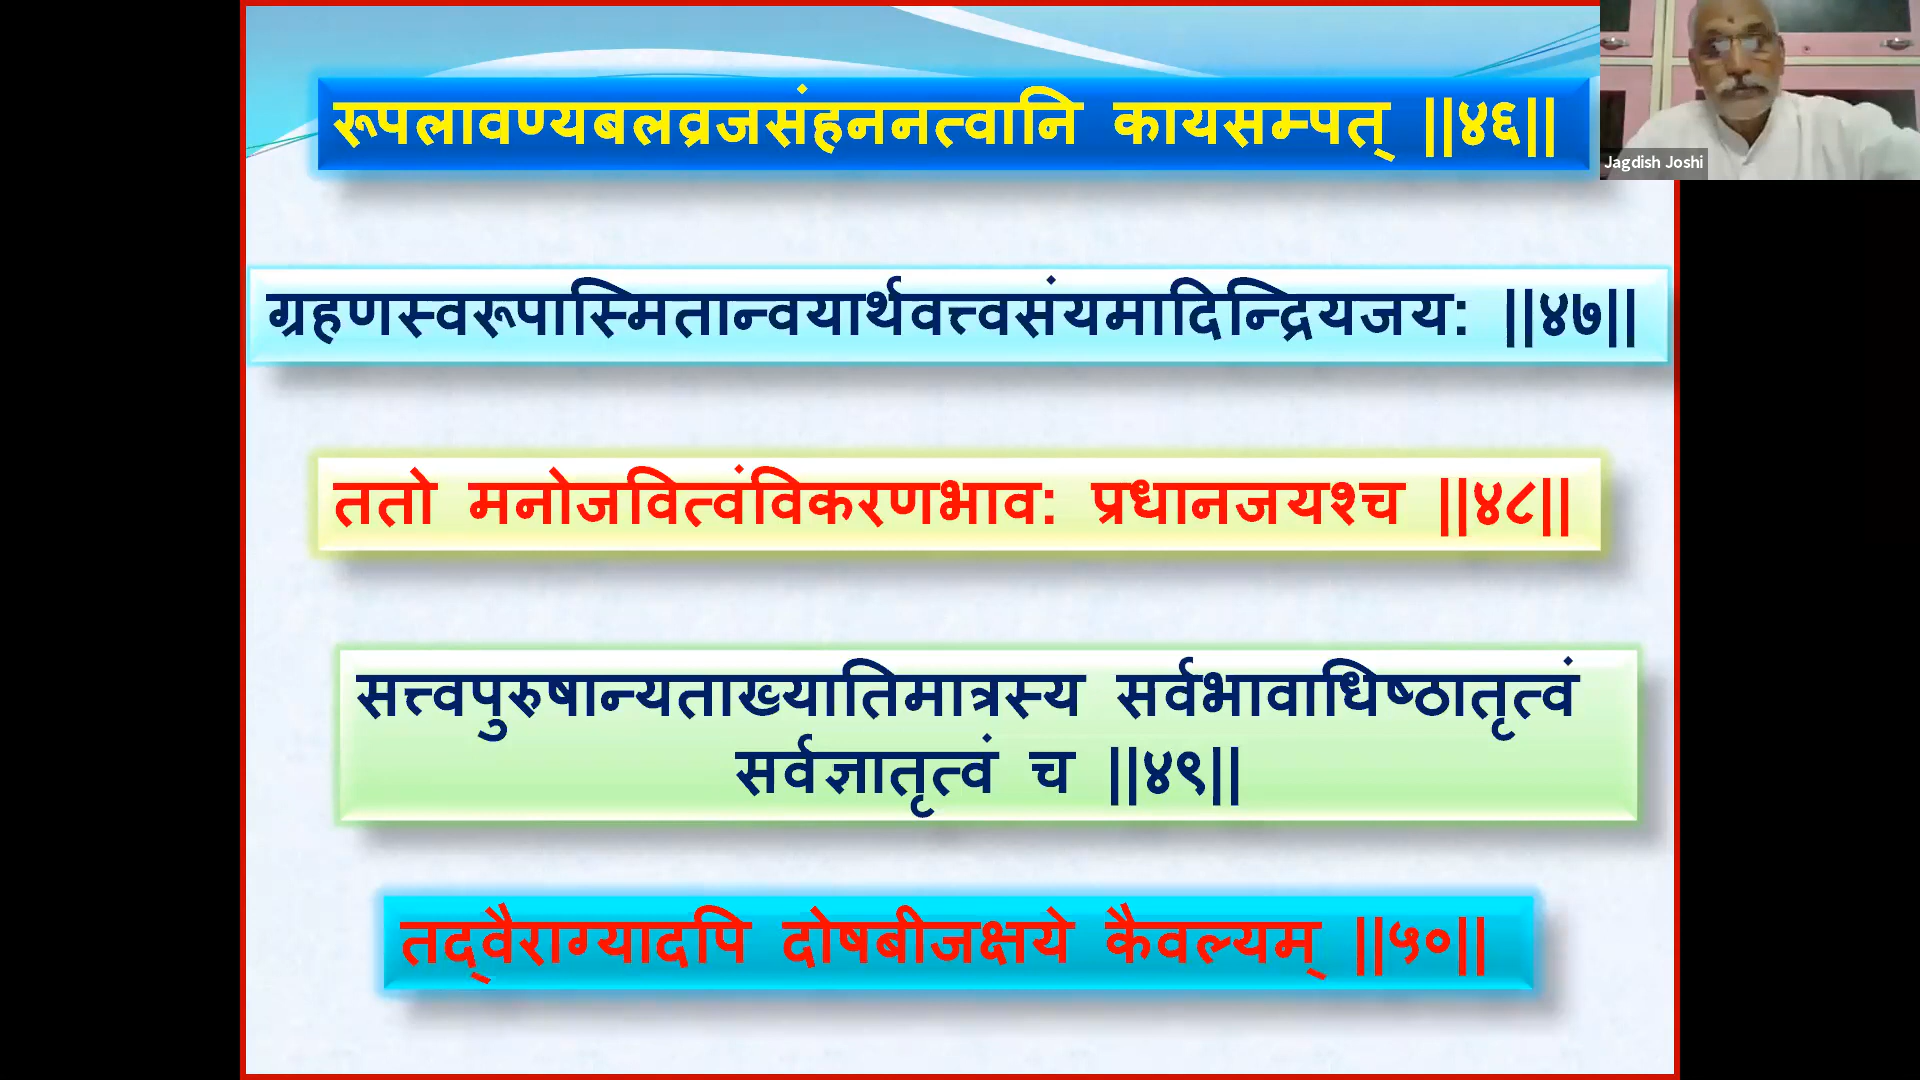 रूपलावण्यबलव्रजसंहननत्वानि कायसम्पत् ||४६||
Jagdish Joshi
ग्रहणस्वरूपास्मितान्वयार्थवत्त्वसंयमादिन्द्रियजय: ||४७||
ततो मनोजवित्वंविकरणभाव: प्रधानजयश्च ||४८||
सत्त्वपुरुषान्यताख्यातिमात्रस्य सर्वभावाधिष्ठातृत्वं
सर्वज्ञातृत्वं च ||४९||
तद्वैराग्यादपि दोषबीजक्षये कैवल्यम् ||५०||